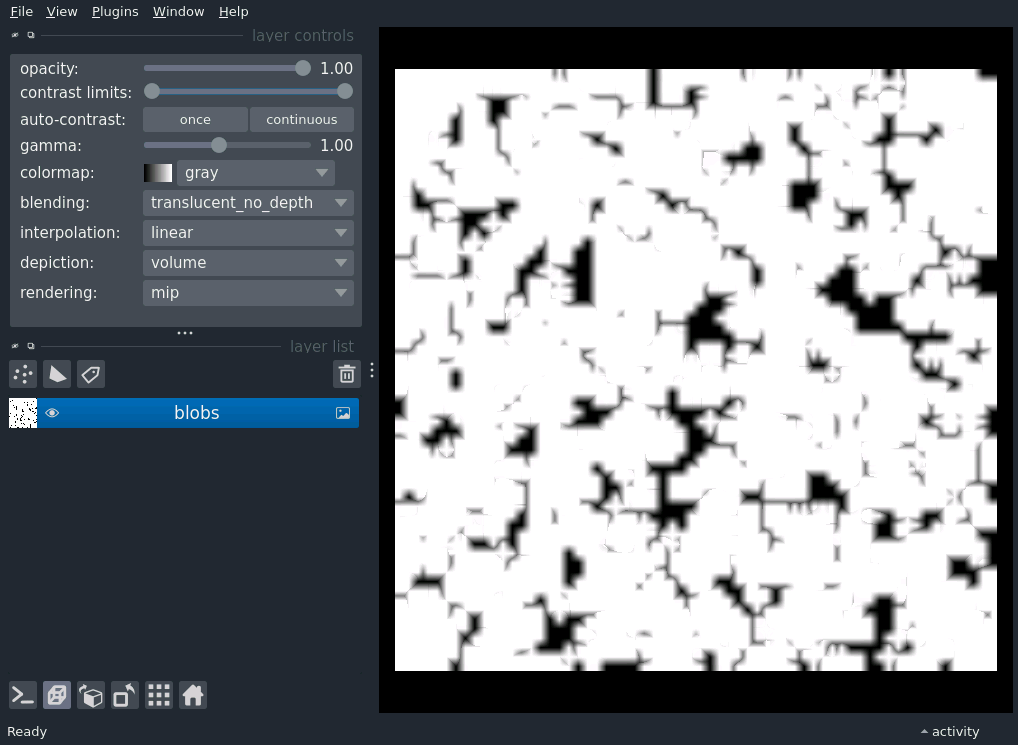 File View Plugins Window Help
layer controls
opacity: 1.00
contrast limits:
auto-contrast: once continuous
gamma: 1.00
colormap: gray
blending: translucent_no_depth
interpolation: linear
depiction: volume
rendering: mip
layer list
blobs
Ready activity